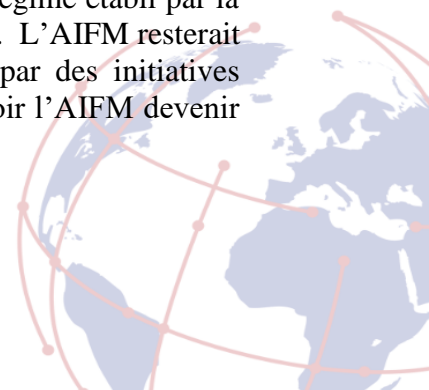 égime établi par la
. L’AIFM resterait
par des initiatives
oir l’AIFM devenir